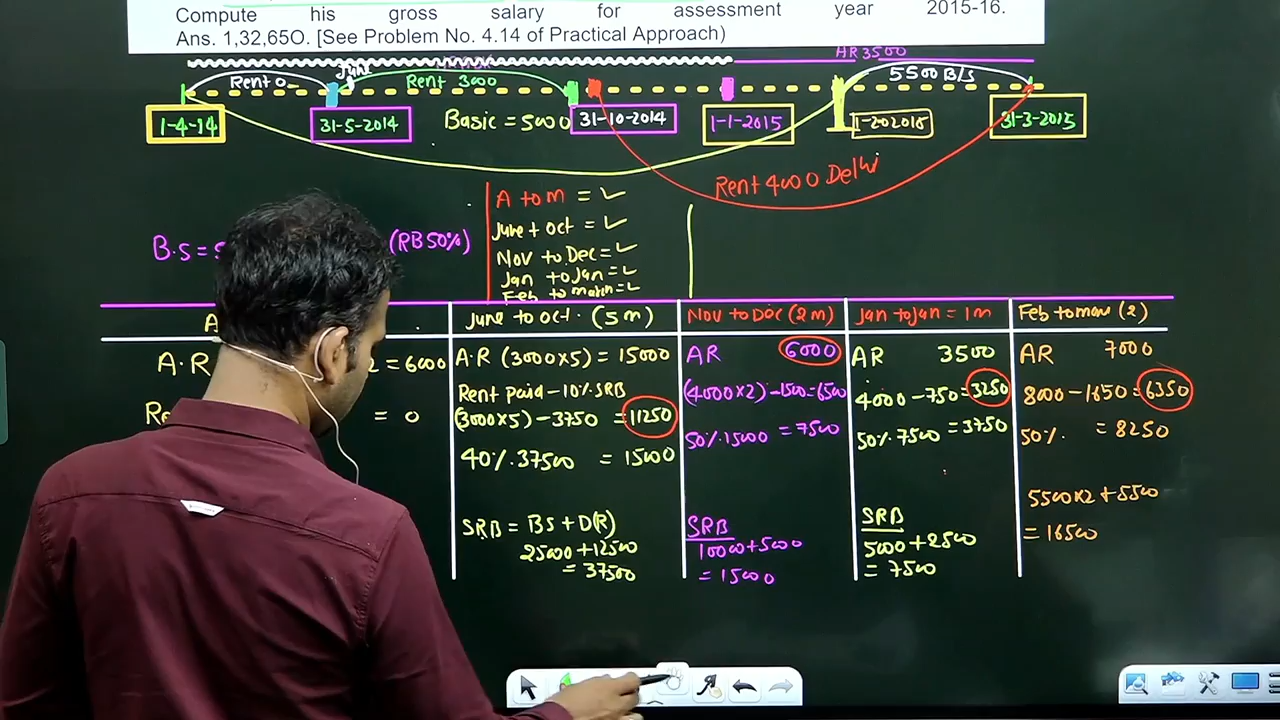 Compute his gross salary for assessment year 2015-16.
Ans. 1,32,65O. [See Problem No. 4.14 of Practical Approach)
HR3500
Rent 0
June
Rent 3000
5500 B/s
1-4-14
31-5-2014
Basic = 5000
31-10-2014
1-1-2015
31-3-2015
Rent 4000 Delhi
B.S =
(RB 50%)
A to m = ✓
June to oct = ✓
Nov to Dec = ✓
Jan to Jan = ✓
Feb to march = ✓
A
June to oct. (5 m)
Nov to Dec (2 m)
Jan to Jan = 1 m
Feb to mar (2)
A.R
2 = 6000
A.R (3000×5) = 15000
AR 6000
AR 3500
AR 7000
Re
= 0
Rent paid - 10% SRB
(3000×5) - 3750 = 11250
(4000×2) - 1500 = 6500
4000 - 750 = 3250
8000 - 1650 = 6350
40%. 37500 = 15000
50%. 15000 = 7500
50%. 7500 = 3750
50%. = 8250
SRB = BS + D(R)
25000 + 12500
= 37500
SRB
10000 + 5000
= 15000
SRB
5000 + 2500
= 7500
5500×2 + 5500
= 16500